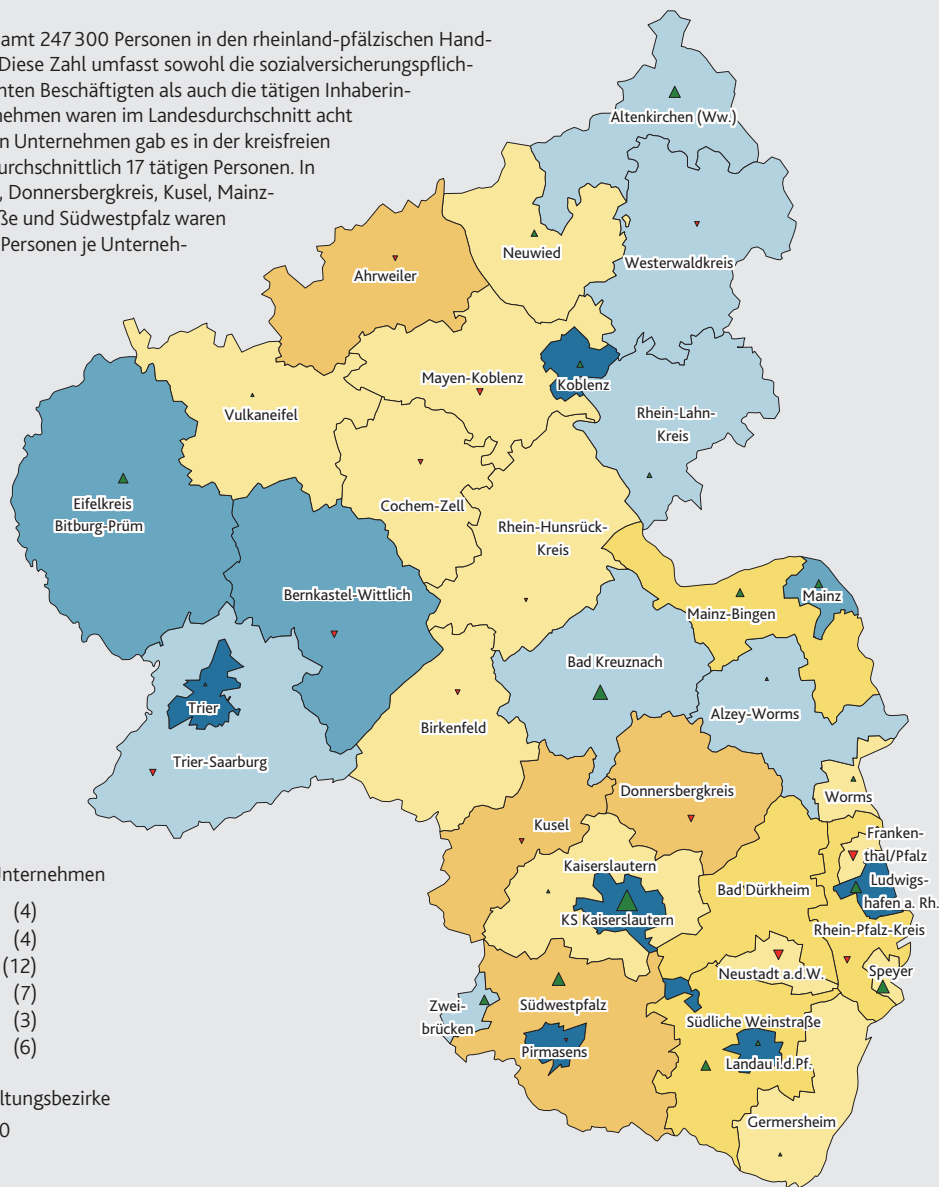 amt 247 300 Personen in den rheinland-pfälzischen Hand-
Diese Zahl umfasst sowohl die sozialversicherungspflich-
nten Beschäftigten als auch die tätigen Inhaberin-
nehmen waren im Landesdurchschnitt acht
n Unternehmen gab es in der kreisfreien
urchschnittlich 17 tätigen Personen. In
, Donnersbergkreis, Kusel, Mainz-
ße und Südwestpfalz waren
Personen je Unterneh-
Altenkirchen (Ww.)
Neuwied
Westerwaldkreis
Ahrweiler
Mayen-Koblenz
Koblenz
Vulkaneifel
Rhein-Lahn-
Kreis
Eifelkreis
Bitburg-Prüm
Cochem-Zell
Rhein-Hunsrück-
Kreis
Bernkastel-Wittlich
Mainz
Mainz-Bingen
Bad Kreuznach
Trier
Alzey-Worms
Birkenfeld
Trier-Saarburg
Donnersbergkreis
Worms
Kusel
Franken-
thal/Pfalz
Kaiserslautern
Ludwigs-
hafen a. Rh.
Bad Dürkheim
KS Kaiserslautern
Rhein-Pfalz-Kreis
Neustadt a.d.W.
Speyer
Zwei-
brücken
Südwestpfalz
Südliche Weinstraße
Pirmasens
Landau i.d.Pf.
Germersheim
Unternehmen
(4)
(4)
(12)
(7)
(3)
(6)
ltungsbezirke
0